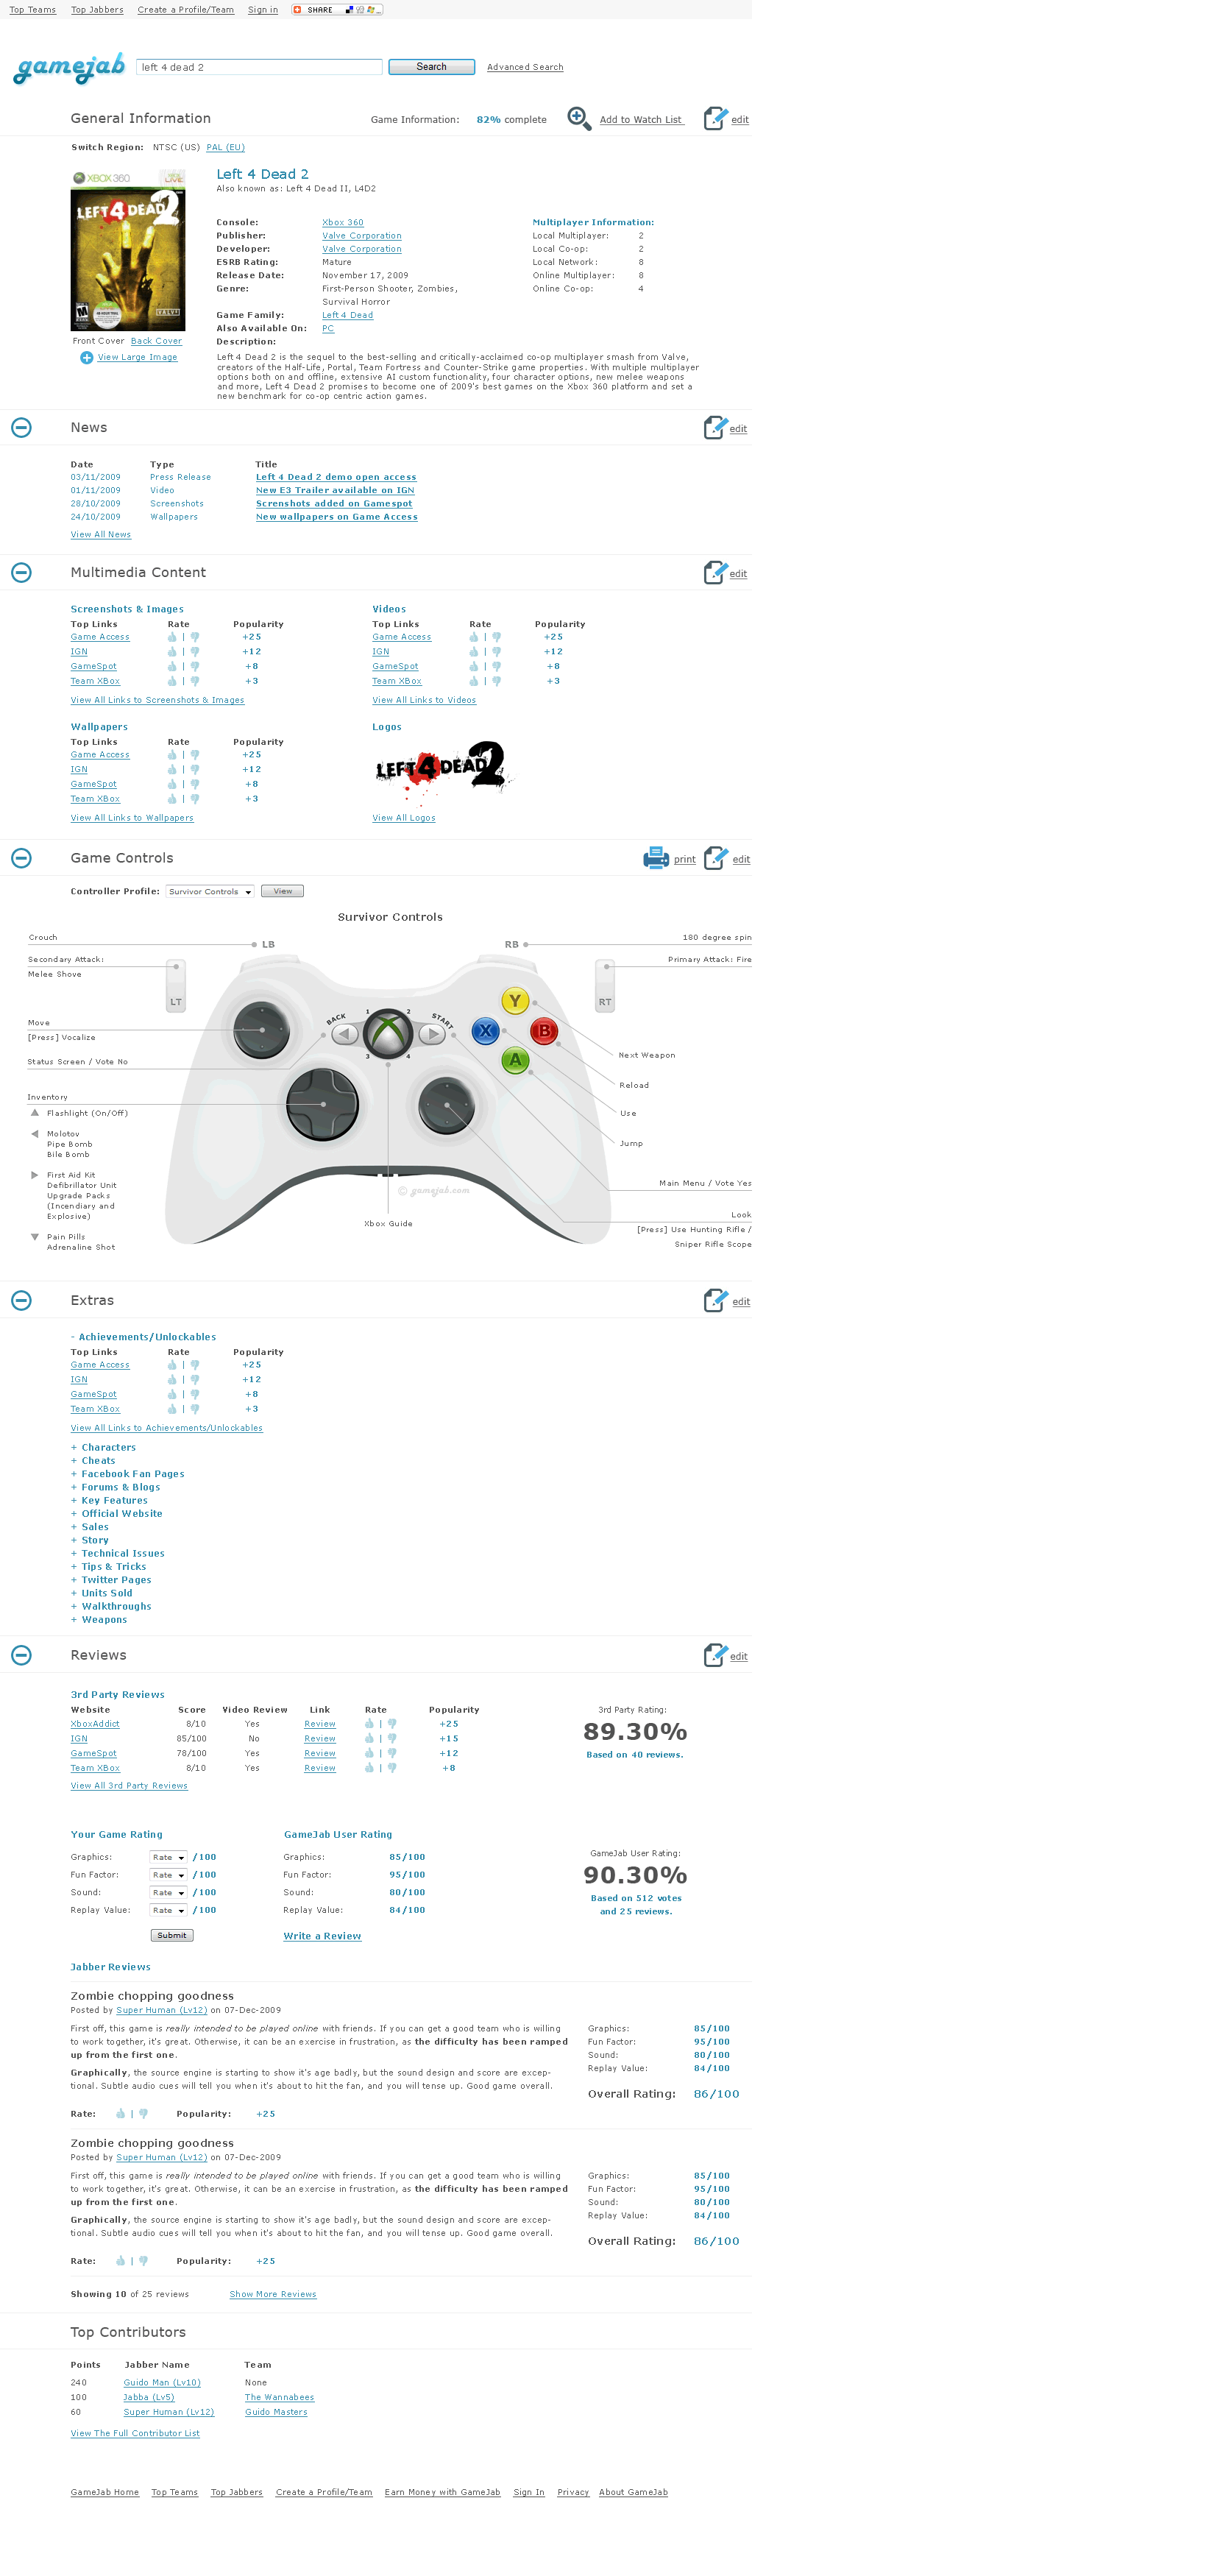 Top Teams Top Jabbers Create a Profile/Team Sign in SHARE
gamejab left 4 dead 2 Search Advanced Search
General Information Game Information: 82% complete Add to Watch List edit
Switch Region: NTSC (US) PAL (EU)
XBOX 360 LIVE
LEFT 4 DEAD 2
VALVE
Front Cover Back Cover
View Large Image
Left 4 Dead 2
Also known as: Left 4 Dead II, L4D2
Console: Xbox 360
Publisher: Valve Corporation
Developer: Valve Corporation
ESRB Rating: Mature
Release Date: November 17, 2009
Genre: First-Person Shooter, Zombies,
Survival Horror
Game Family: Left 4 Dead
Also Available On: PC
Multiplayer Information:
Local Multiplayer: 2
Local Co-op: 2
Local Network: 8
Online Multiplayer: 8
Online Co-op: 4
Description:
Left 4 Dead 2 is the sequel to the best-selling and critically-acclaimed co-op multiplayer smash from Valve,
creators of the Half-Life, Portal, Team Fortress and Counter-Strike game properties. With multiple multiplayer
options both on and offline, extensive AI custom functionality, four character options, new melee weapons
and more, Left 4 Dead 2 promises to become one of 2009's best games on the Xbox 360 platform and set a
new benchmark for co-op centric action games.
News edit
Date Type Title
03/11/2009 Press Release Left 4 Dead 2 demo open access
01/11/2009 Video New E3 Trailer available on IGN
28/10/2009 Screenshots Screnshots added on Gamespot
24/10/2009 Wallpapers New wallpapers on Game Access
View All News
Multimedia Content edit
Screenshots & Images
Top Links Rate Popularity
Game Access | +25
IGN | +12
GameSpot | +8
Team XBox | +3
View All Links to Screenshots & Images
Videos
Top Links Rate Popularity
Game Access | +25
IGN | +12
GameSpot | +8
Team XBox | +3
View All Links to Videos
Wallpapers
Top Links Rate Popularity
Game Access | +25
IGN | +12
GameSpot | +8
Team XBox | +3
View All Links to Wallpapers
Logos
LEFT 4 DEAD 2
View All Logos
Game Controls print edit
Controller Profile: Survivor Controls View
Survivor Controls
Crouch LB RB 180 degree spin
Secondary Attack: Primary Attack: Fire
Melee Shove
LT RT
BACK 1 2 START
3 4
Y
X B
A
Move
[Press] Vocalize
Status Screen / Vote No
Next Weapon
Reload
Use
Jump
Inventory
Flashlight (On/Off)
Molotov
Pipe Bomb
Bile Bomb
First Aid Kit
Defibrillator Unit
Upgrade Packs
(Incendiary and
Explosive)
Pain Pills
Adrenaline Shot
© gamejab.com
Xbox Guide
Main Menu / Vote Yes
Look
[Press] Use Hunting Rifle /
Sniper Rifle Scope
Extras edit
- Achievements/Unlockables
Top Links Rate Popularity
Game Access | +25
IGN | +12
GameSpot | +8
Team XBox | +3
View All Links to Achievements/Unlockables
+ Characters
+ Cheats
+ Facebook Fan Pages
+ Forums & Blogs
+ Key Features
+ Official Website
+ Sales
+ Story
+ Technical Issues
+ Tips & Tricks
+ Twitter Pages
+ Units Sold
+ Walkthroughs
+ Weapons
Reviews edit
3rd Party Reviews
Website Score Video Review Link Rate Popularity
XboxAddict 8/10 Yes Review | +25
IGN 85/100 No Review | +15
GameSpot 78/100 Yes Review | +12
Team XBox 8/10 Yes Review | +8
View All 3rd Party Reviews
3rd Party Rating:
89.30%
Based on 40 reviews.
Your Game Rating
Graphics: Rate /100
Fun Factor: Rate /100
Sound: Rate /100
Replay Value: Rate /100
Submit
GameJab User Rating
Graphics: 85/100
Fun Factor: 95/100
Sound: 80/100
Replay Value: 84/100
Write a Review
GameJab User Rating:
90.30%
Based on 512 votes
and 25 reviews.
Jabber Reviews
Zombie chopping goodness
Posted by Super Human (Lv12) on 07-Dec-2009
First off, this game is really intended to be played online with friends. If you can get a good team who is willing
to work together, it's great. Otherwise, it can be an exercise in frustration, as the difficulty has been ramped
up from the first one.
Graphically, the source engine is starting to show it's age badly, but the sound design and score are excep-
tional. Subtle audio cues will tell you when it's about to hit the fan, and you will tense up. Good game overall.
Rate: | Popularity: +25
Graphics: 85/100
Fun Factor: 95/100
Sound: 80/100
Replay Value: 84/100
Overall Rating: 86/100
Zombie chopping goodness
Posted by Super Human (Lv12) on 07-Dec-2009
First off, this game is really intended to be played online with friends. If you can get a good team who is willing
to work together, it's great. Otherwise, it can be an exercise in frustration, as the difficulty has been ramped
up from the first one.
Graphically, the source engine is starting to show it's age badly, but the sound design and score are excep-
tional. Subtle audio cues will tell you when it's about to hit the fan, and you will tense up. Good game overall.
Rate: | Popularity: +25
Graphics: 85/100
Fun Factor: 95/100
Sound: 80/100
Replay Value: 84/100
Overall Rating: 86/100
Showing 10 of 25 reviews Show More Reviews
Top Contributors
Points Jabber Name Team
240 Guido Man (Lv10) None
100 Jabba (Lv5) The Wannabees
60 Super Human (Lv12) Guido Masters
View The Full Contributor List
GameJab Home Top Teams Top Jabbers Create a Profile/Team Earn Money with GameJab Sign In Privacy About GameJab